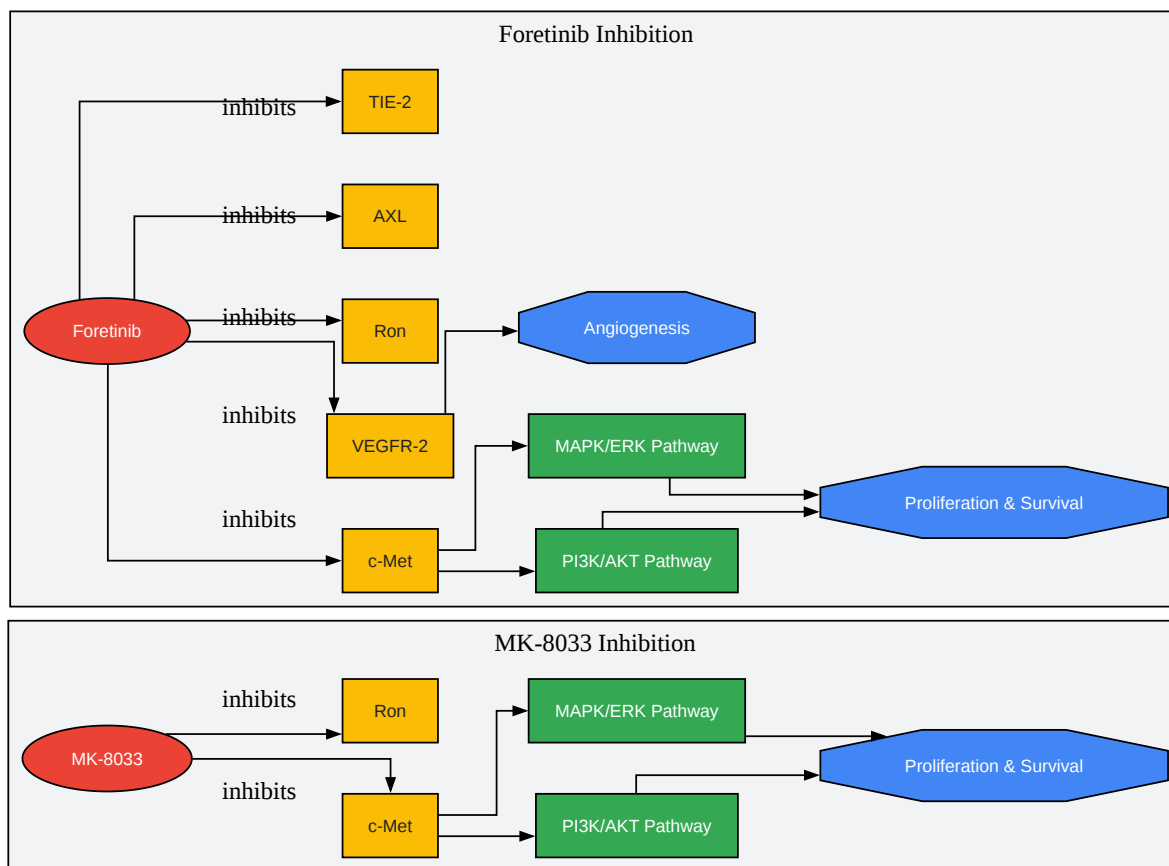 Foretinib Inhibition
inhibits
TIE-2
inhibits
AXL
Foretinib
inhibits
Ron
Angiogenesis
inhibits
VEGFR-2
MAPK/ERK Pathway
Proliferation & Survival
inhibits
c-Met
PI3K/AKT Pathway
MK-8033 Inhibition
inhibits
Ron
MAPK/ERK Pathway
MK-8033
Proliferation & Survival
inhibits
c-Met
PI3K/AKT Pathway